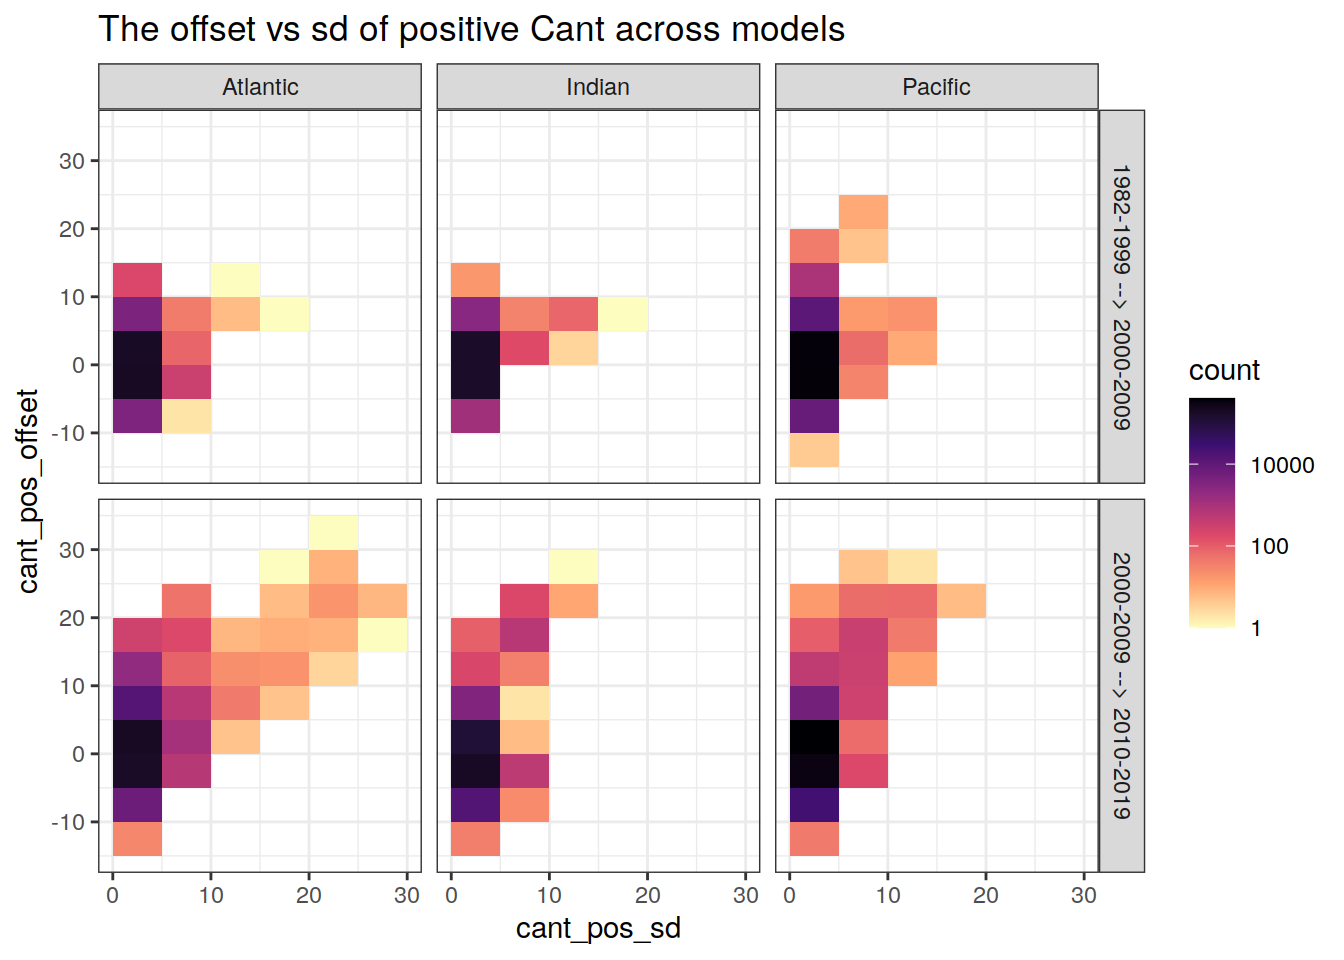 The offset vs sd of positive Cant across models
Atlantic
Indian
Pacific
30
20
10
0
-10
1982-1999 --> 2000-2009
30
20
10
0
-10
2000-2009 --> 2010-2019
0
10
20
30
0
10
20
30
0
10
20
30
cant_pos_sd
cant_pos_offset
count
10000
100
1